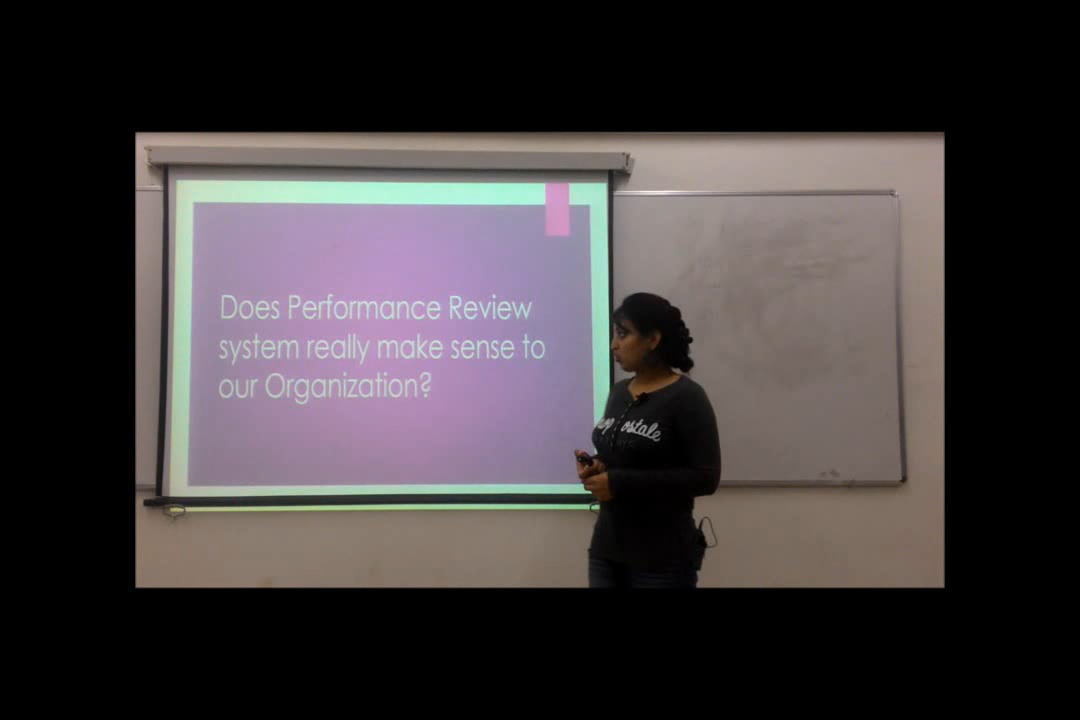 Does Performance Review
system really make sense to
our Organization?